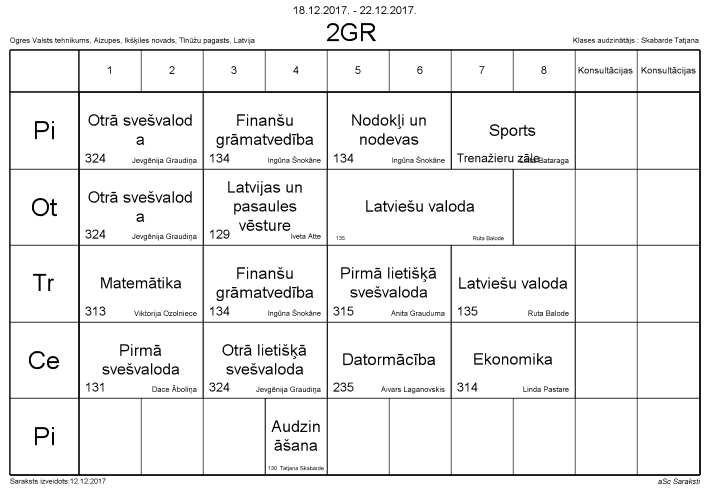 18.12.2017. - 22.12.2017.
Ogres Valsts tehnikums, Aizupes, Ikšķiles novads, Tīnūžu pagasts, Latvija
2GR
Klases audzinātājs : Skabarde Tatjana
1 2 3 4 5 6 7 8 Konsultācijas Konsultācijas
Pi
Otrā svešvalod
a
324 Jevgēnija Graudiņa
Finanšu
grāmatvedība
134 Ingūna Šnokāne
Nodokļi un
nodevas
134 Ingūna Šnokāne
Sports
Trenažieru zāle Bataraga
Ot
Otrā svešvalod
a
324 Jevgēnija Graudiņa
Latvijas un
pasaules
vēsture
129 Iveta Atte
Latviešu valoda
135 Ruta Balode
Tr
Matemātika
313 Viktorija Ozolniece
Finanšu
grāmatvedība
134 Ingūna Šnokāne
Pirmā lietišķā
svešvaloda
315 Anita Grauduma
Latviešu valoda
135 Ruta Balode
Ce
Pirmā
svešvaloda
131 Dace Āboliņa
Otrā lietišķā
svešvaloda
324 Jevgēnija Graudiņa
Datormācība
235 Aivars Laganovskis
Ekonomika
314 Linda Pastare
Pi
Audzin
āšana
130 Tatjana Skabarde
Saraksts izveidots:12.12.2017
aSc Saraksti